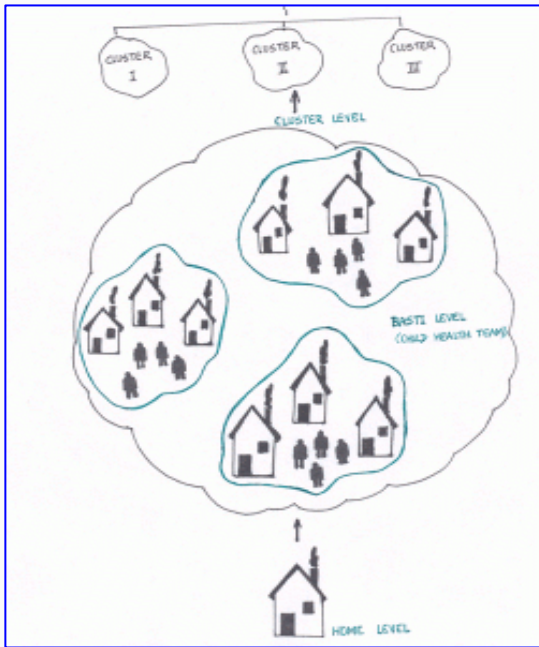 CLUSTER
I
CLUSTER
II
CLUSTER
III
CLUSTER LEVEL
BASTI LEVEL
(CHILD HEALTH TEAMS)
HOME LEVEL